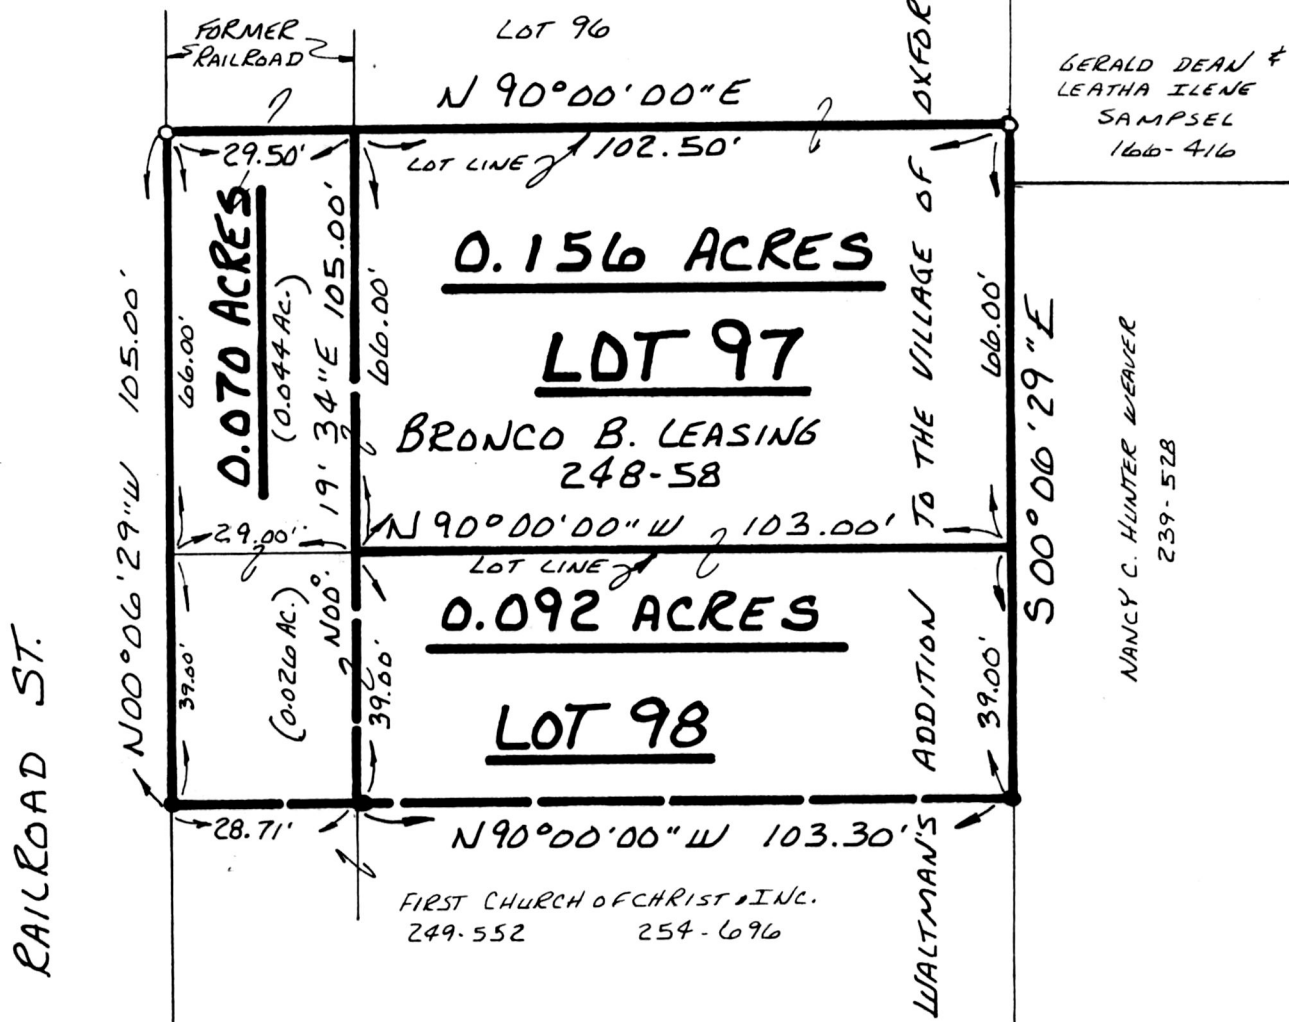 FORMER
RAILROAD
LOT 96
N 90°00'00"E
GERALD DEAN &
LEATHA ILENE
SAMPSEL
166-416
29.50'
LOT LINE
102.50'
0.156 ACRES
LOT 97
BRONCO B. LEASING
248-58
N 90°00'00" W 103.00'
LOT LINE
29.00'
0.070 ACRES
(0.044 AC.)
N00° 19' 34"E 105.00'
66.00'
66.00'
66.00'
N00°06'29"W 105.00'
S 00°06'29"E
NANCY C. HUNTER WEAVER
239-528
0.092 ACRES
LOT 98
(0.026 AC.)
39.00'
39.00'
39.00'
28.71'
N90°00'00" W 103.30'
FIRST CHURCH OF CHRIST, INC.
249-552 254-696
WALTMAN'S ADDITION TO THE VILLAGE OF OXFOR
RAILROAD ST.